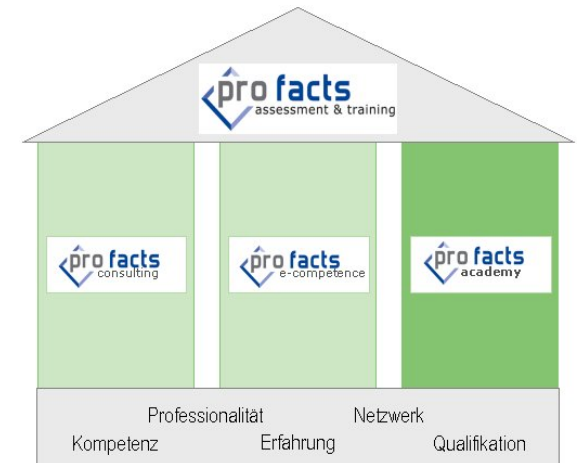 pro facts
assessment & training
pro facts
consulting
pro facts
e-competence
pro facts
academy
Professionalität Netzwerk
Kompetenz Erfahrung Qualifikation